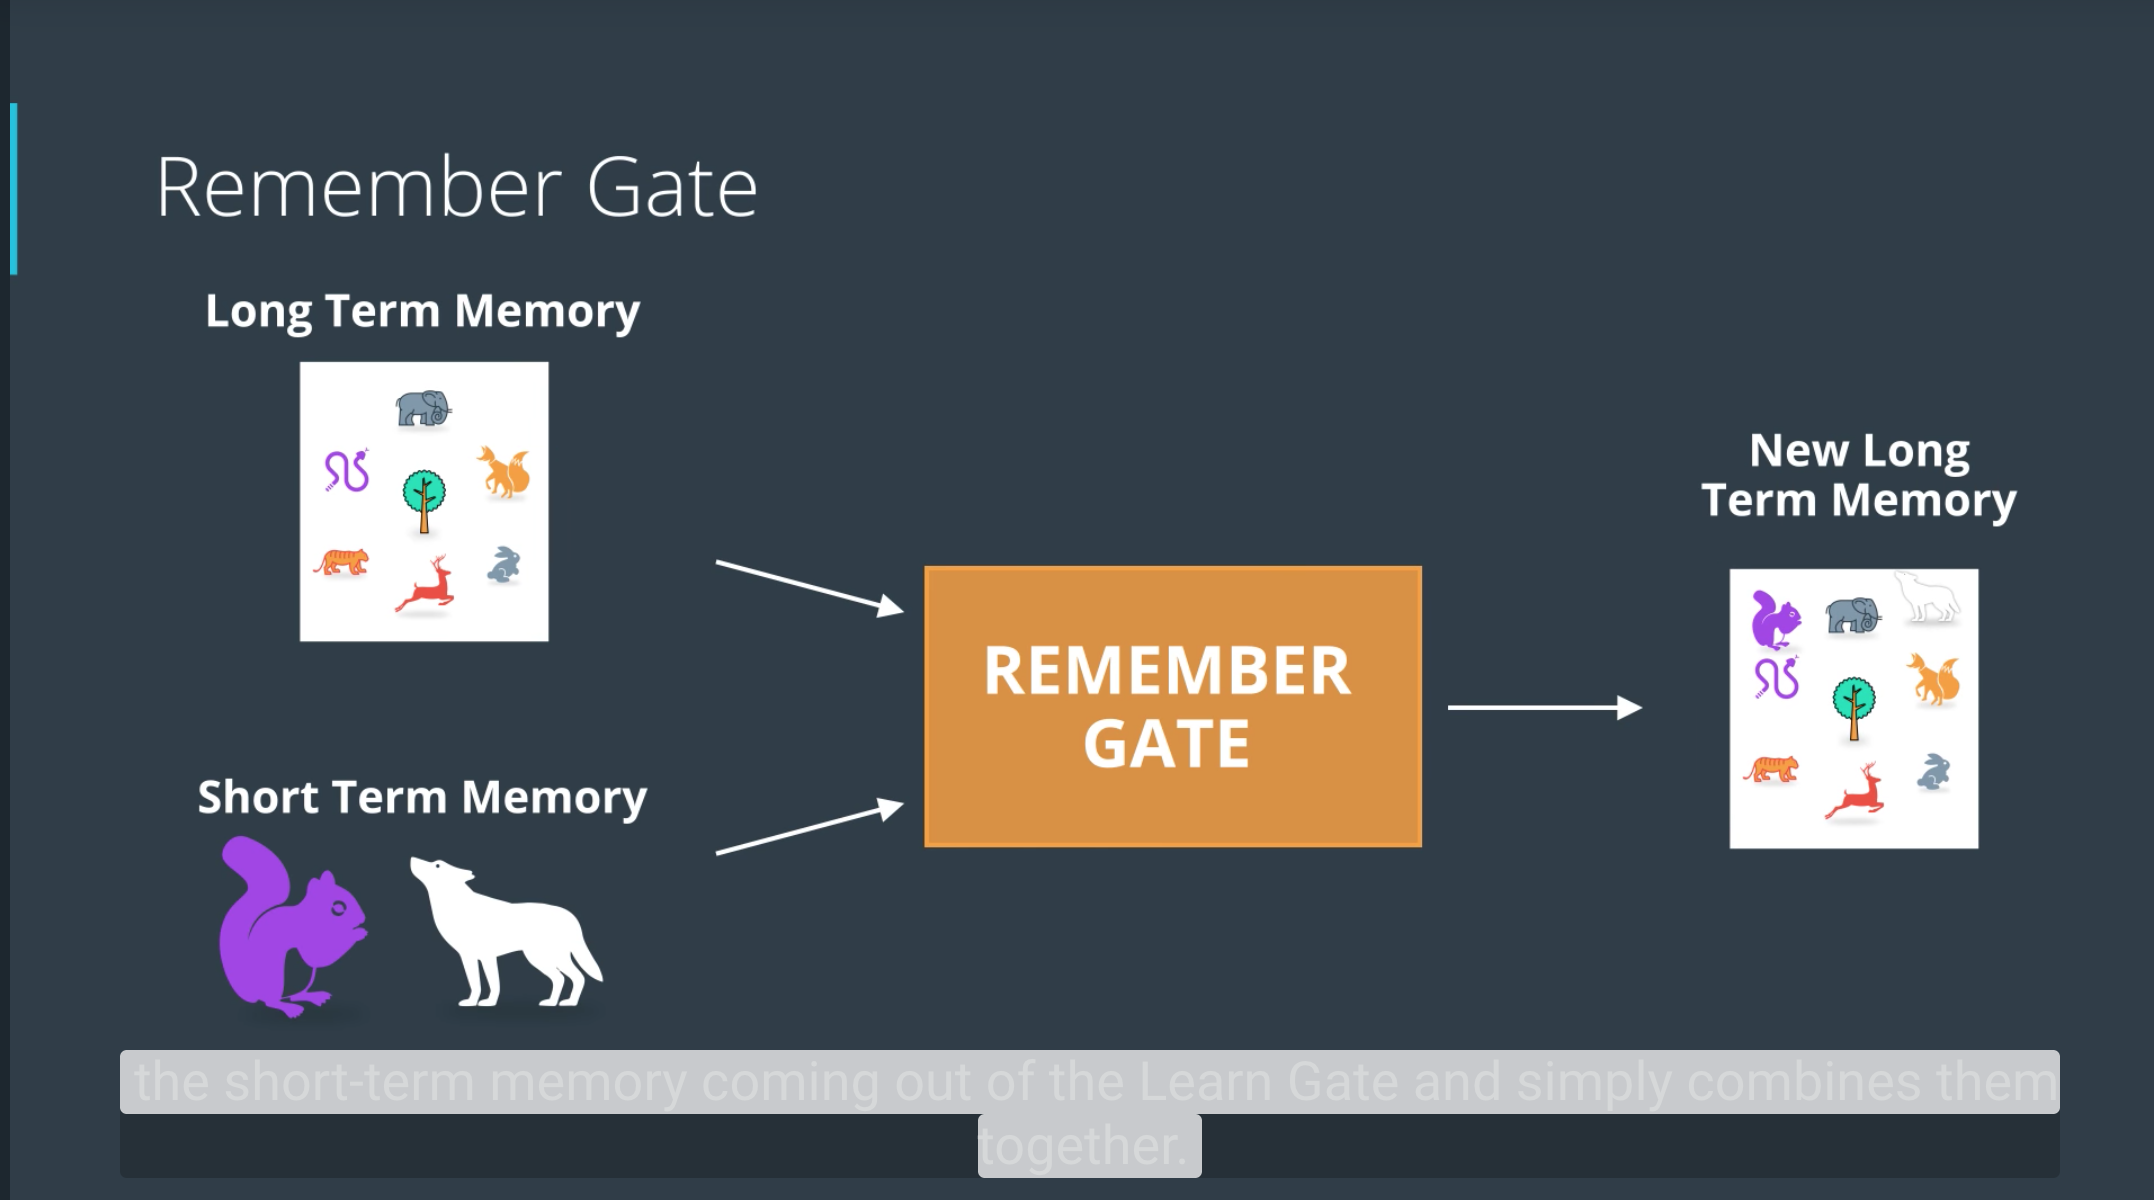 Remember Gate
Long Term Memory
Short Term Memory
REMEMBER
GATE
New Long
Term Memory
the short-term memory coming out of the Learn Gate and simply combines them
together.